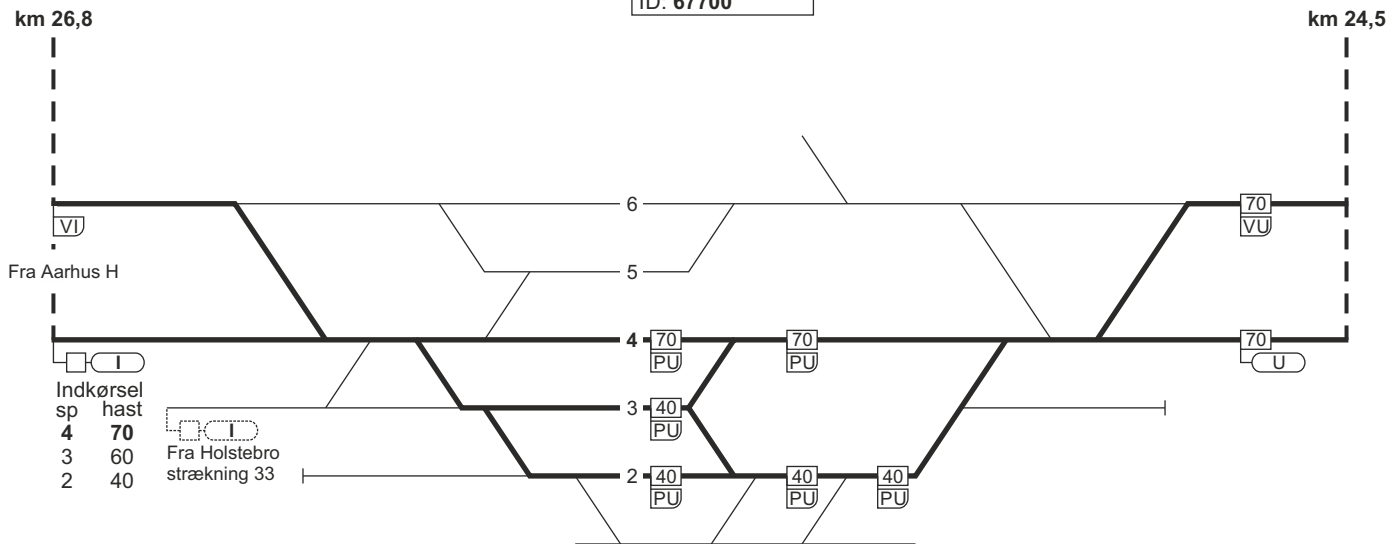 ID: 67700
km 26,8
km 24,5
6
70
VI
VU
Fra Aarhus H
5
4
70
70
70
PU
PU
U
I
Indkørsel
sp hast
4 70
3 60
2 40
3
40
PU
I
Fra Holstebro
strækning 33
2
40
40
40
PU
PU
PU